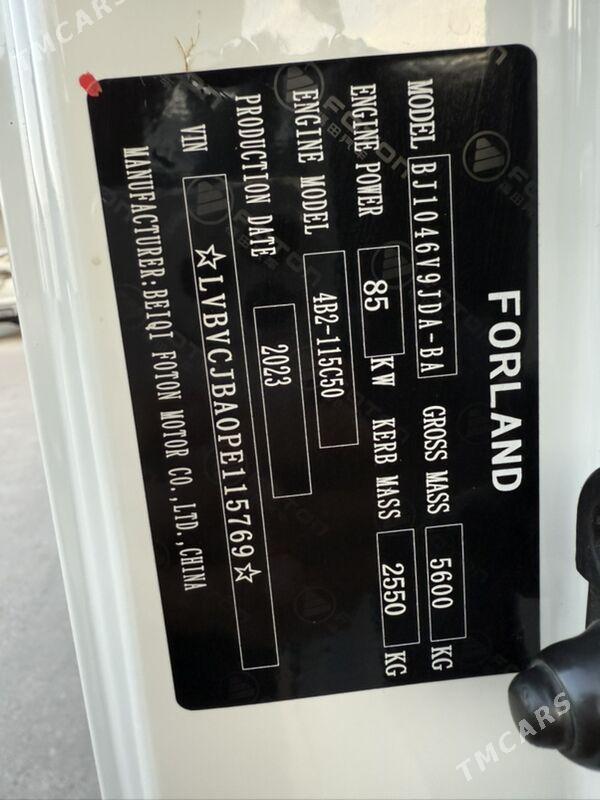 FORLAND
MODEL BJ1046V9JDA-BA GROSS MASS 5600 KG
ENGINE POWER 85 KW KERB MASS 2550 KG
ENGINE MODEL 4B2-115C50
PRODUCTION DATE 2023
VIN ☆LVBVCJBA0PE115769☆
MANUFACTURER:BEIQI FOTON MOTOR CO.,LTD.,CHINA
TMCARS
TMCARS